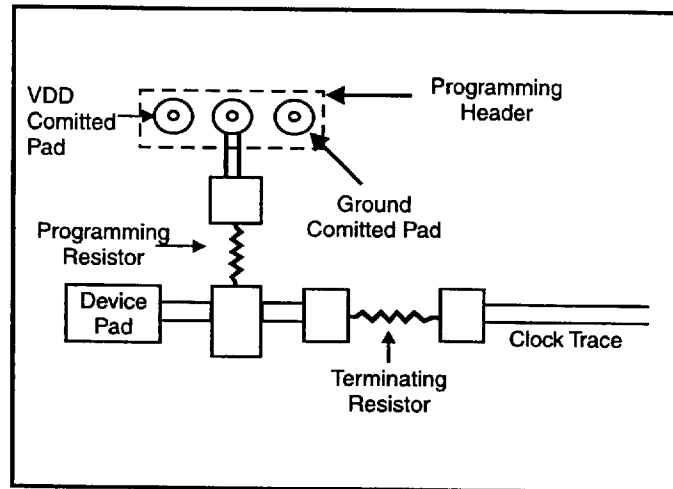 VDD
Comitted
Pad
Programming
Header
Ground
Comitted Pad
Programming
Resistor
Device
Pad
Clock Trace
Terminating
Resistor